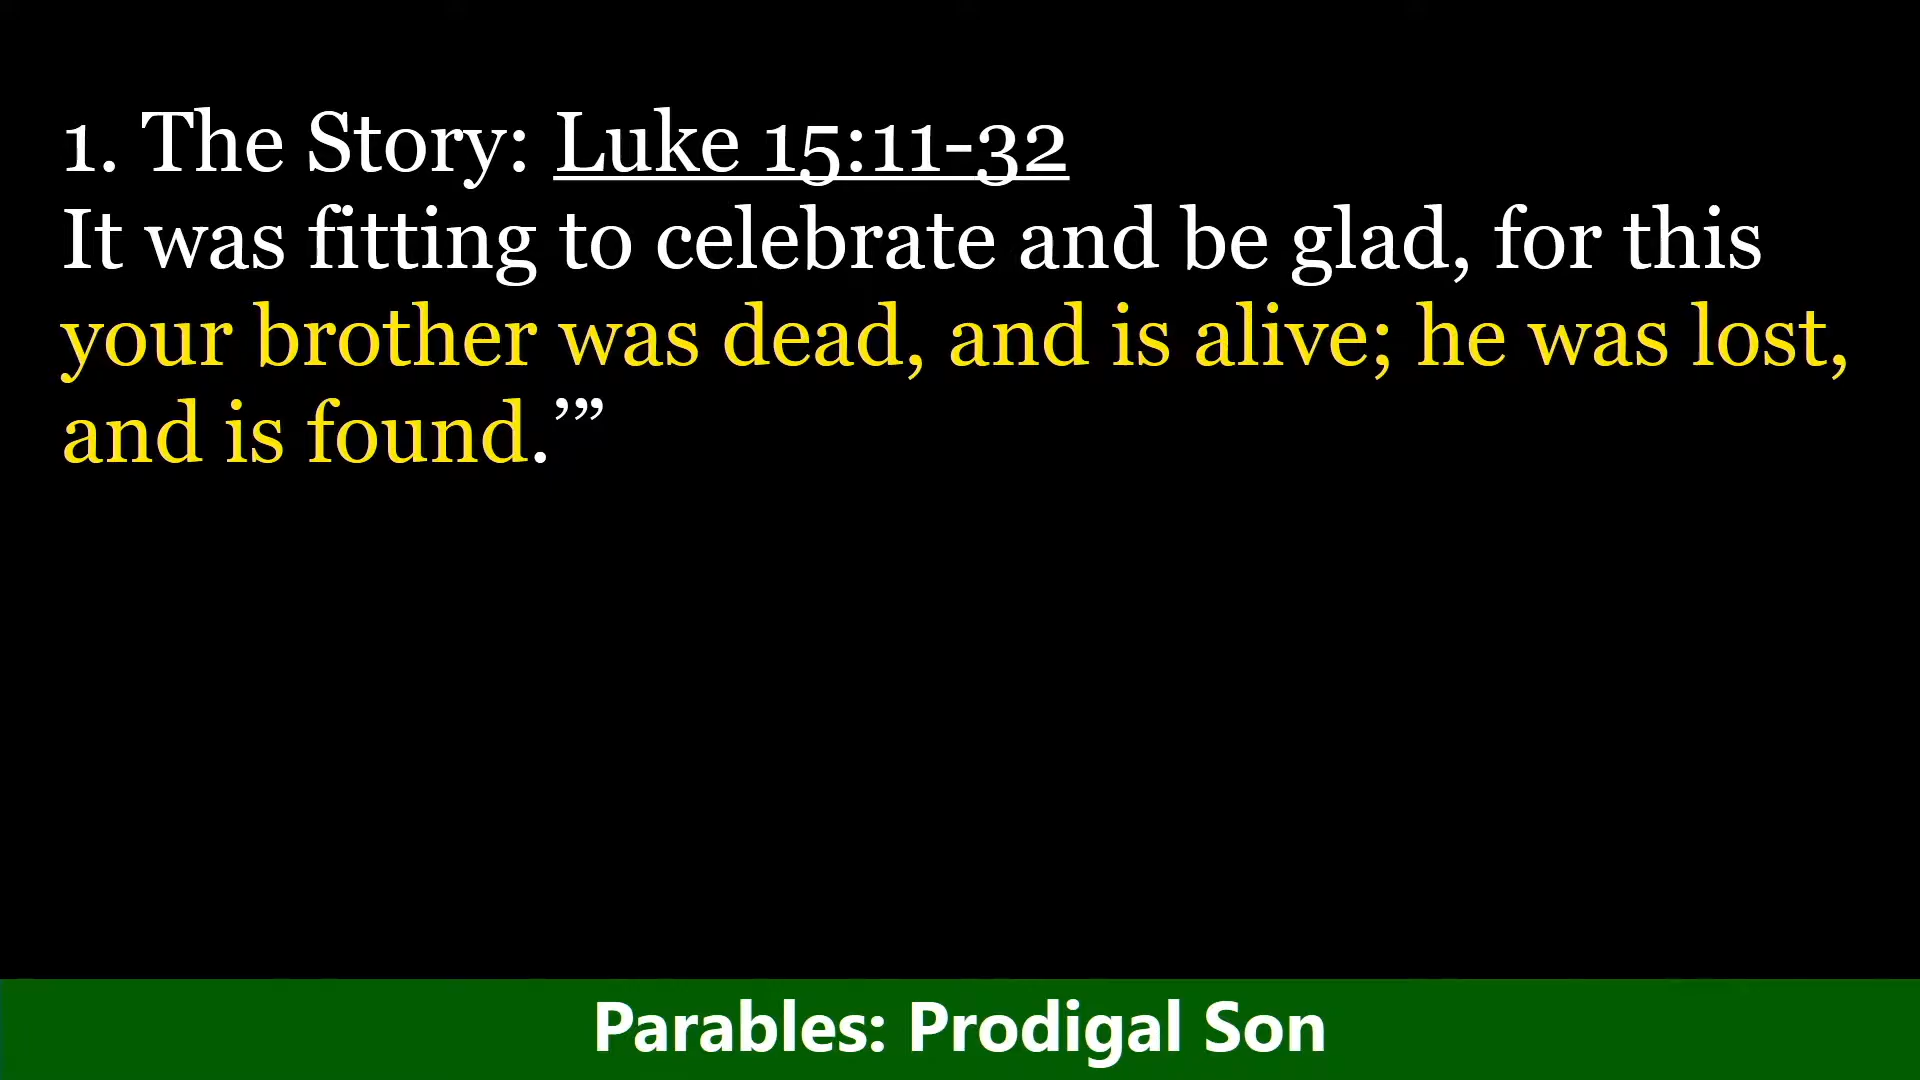 1. The Story: Luke 15:11-32
It was fitting to celebrate and be glad, for this
your brother was dead, and is alive; he was lost,
and is found.’”
Parables: Prodigal Son